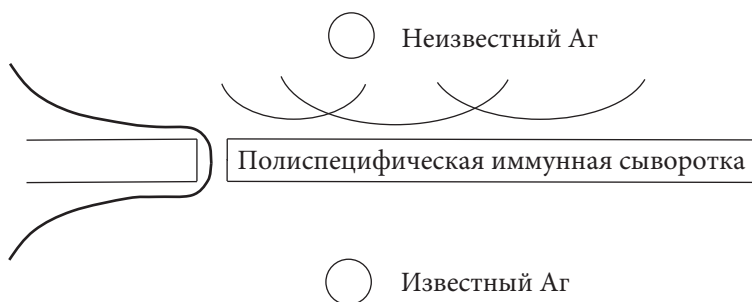 Неизвестный Аг
Полиспецифическая иммунная сыворотка
Известный Аг